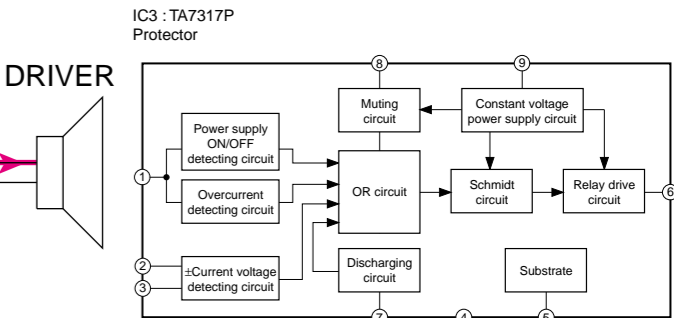 IC3 : TA7317P
Protector
DRIVER
8
9
Muting
circuit
Constant voltage
power supply circuit
Power supply
ON/OFF
detecting circuit
1
Overcurrent
detecting circuit
OR circuit
Schmidt
circuit
Relay drive
circuit
6
2
3
±Current voltage
detecting circuit
Discharging
circuit
Substrate
7
4
5